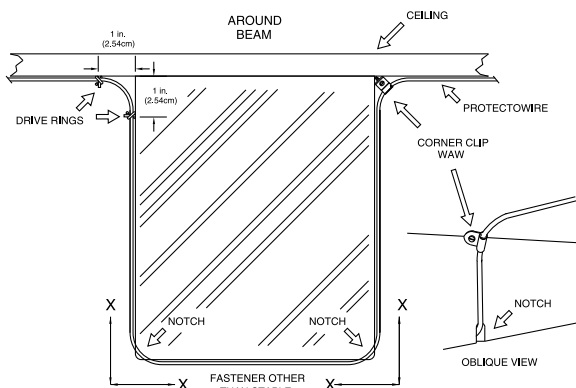 AROUND
BEAM
CEILING
1 in.
(2.54cm)
1 in.
(2.54cm)
DRIVE RINGS
PROTECTOWIRE
CORNER CLIP
WAW
X
NOTCH
NOTCH
X
NOTCH
X
FASTENER OTHER
X
OBLIQUE VIEW